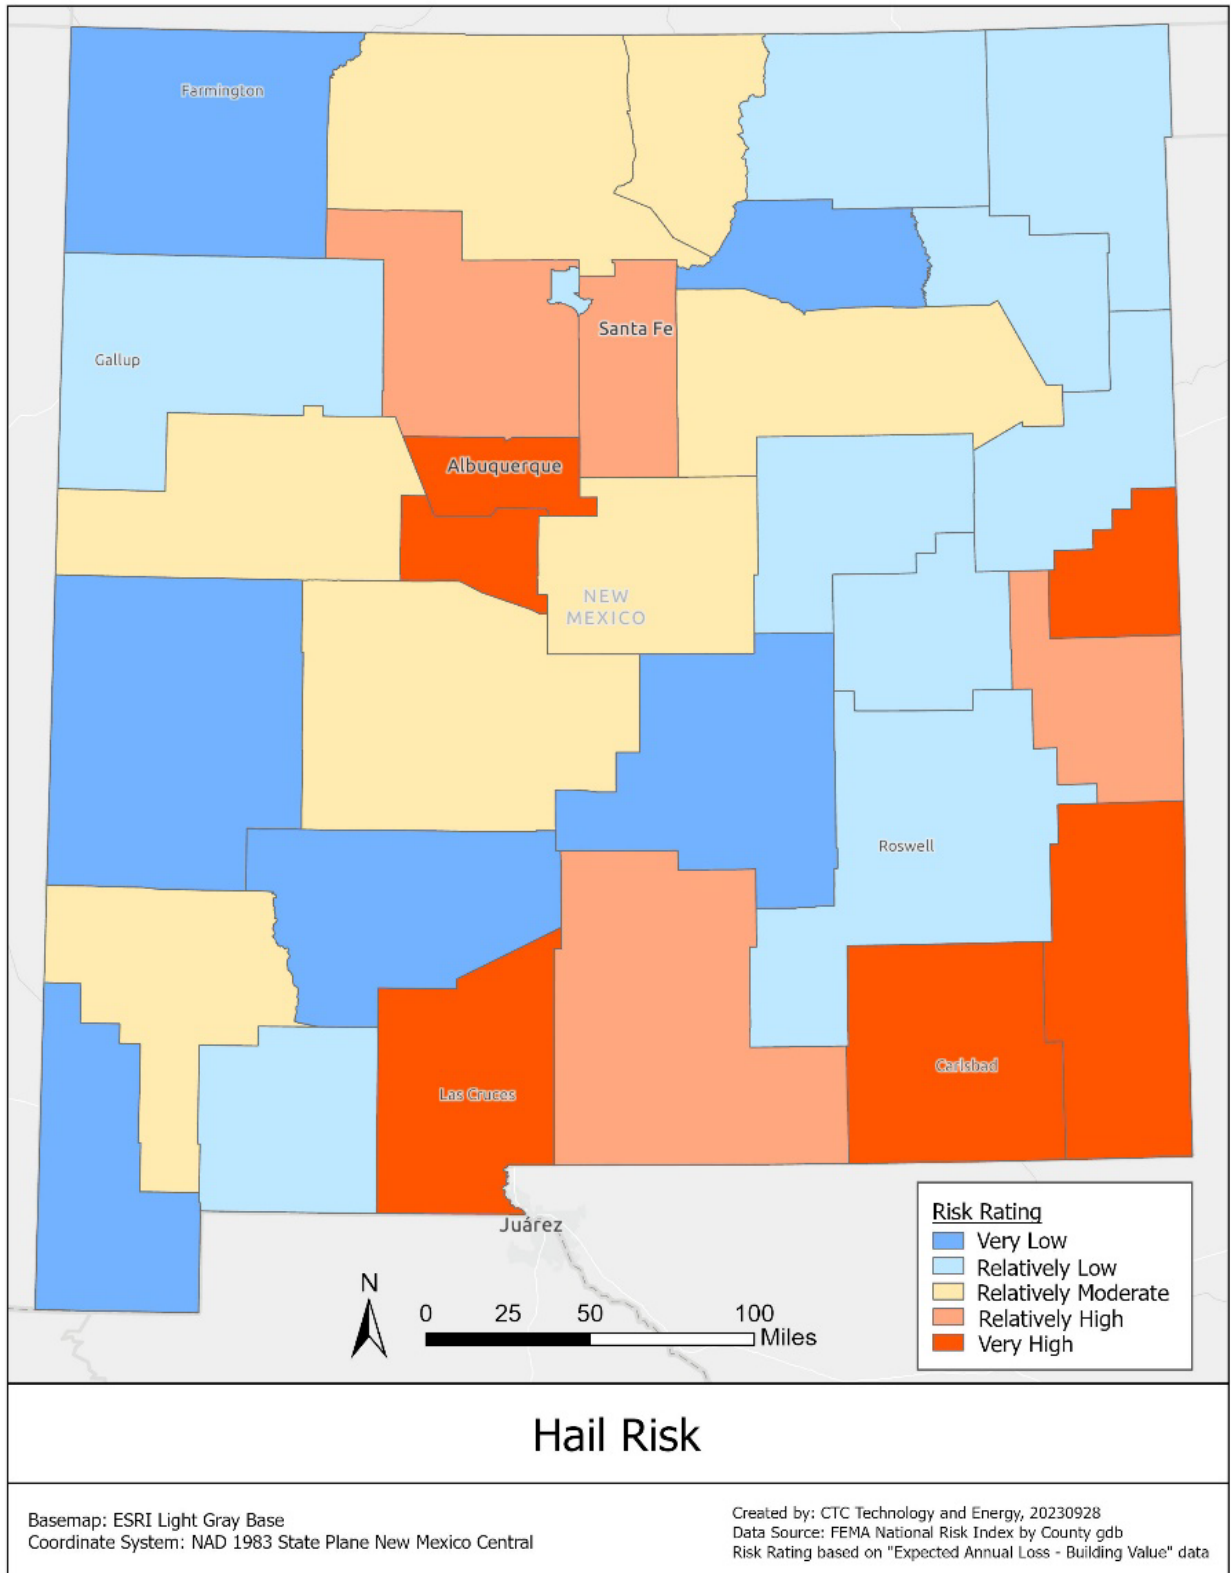 Farmington
Santa Fe
Gallup
Albuquerque
NEW
MEXICO
Roswell
Carlsbad
Las Cruces
Juárez
N
0 25 50 100
Miles
Risk Rating
Very Low
Relatively Low
Relatively Moderate
Relatively High
Very High
Hail Risk
Basemap: ESRI Light Gray Base
Coordinate System: NAD 1983 State Plane New Mexico Central
Created by: CTC Technology and Energy, 20230928
Data Source: FEMA National Risk Index by County gdb
Risk Rating based on "Expected Annual Loss - Building Value" data